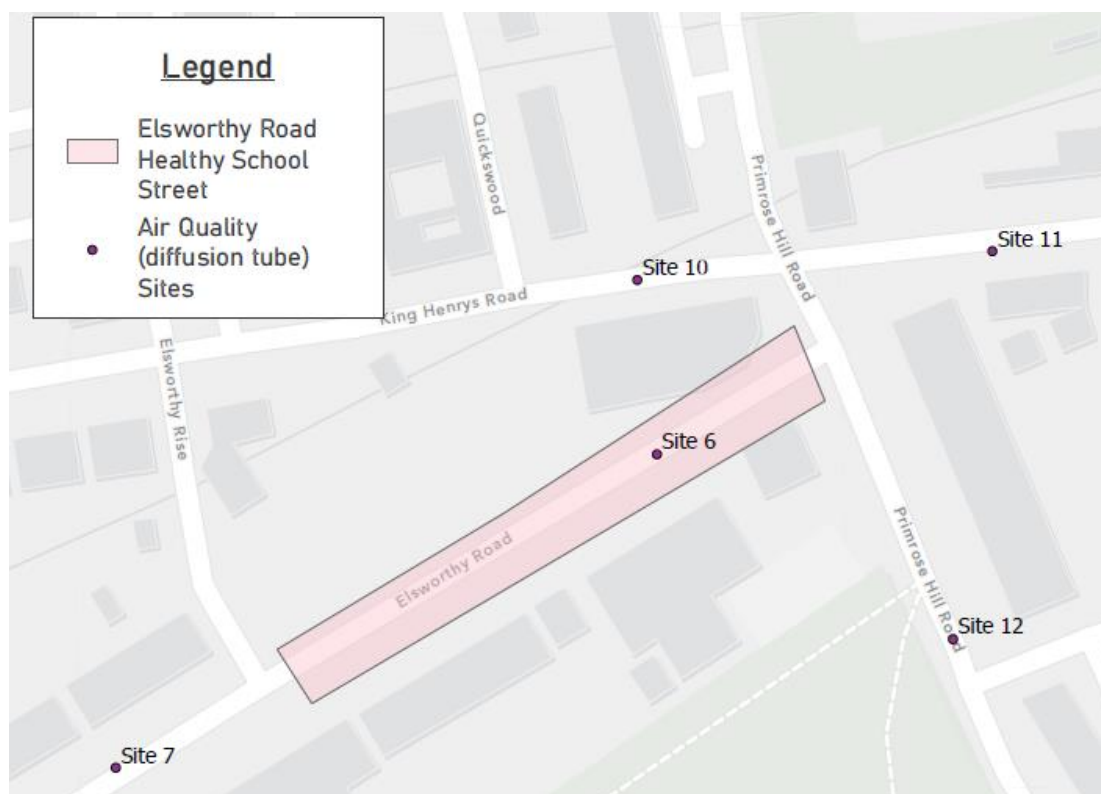 Legend
Elsworthy Road
Healthy School
Street
Air Quality
(diffusion tube)
Sites
Quickswood
Primrose Hill Road
Site 11
Site 10
King Henrys Road
Elsworthy Rise
Site 6
Elsworthy Road
Primrose Hill Road
Site 12
Site 7